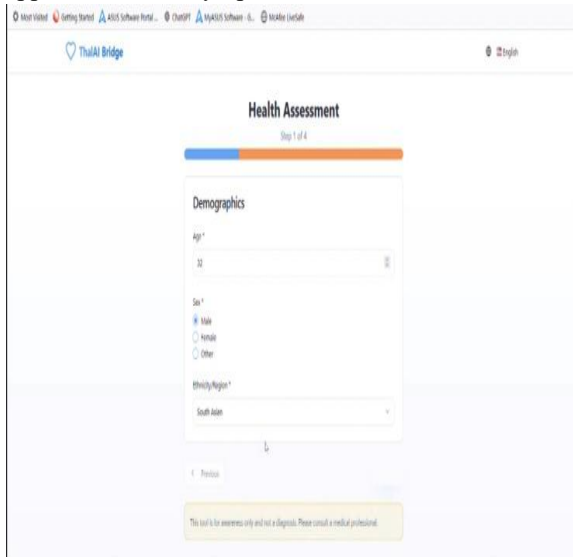 Most Visited Getting Started ASUS Software Portal ... ChatGPT MyASUS Software - G... McAfee LiveSafe
ThalAI Bridge English
Health Assessment
Step 1 of 4
Demographics
Age *
32
Sex *
Male
Female
Other
Ethnicity/Region *
South Asian
Previous
This tool is for awareness only and not a diagnosis. Please consult a medical professional.